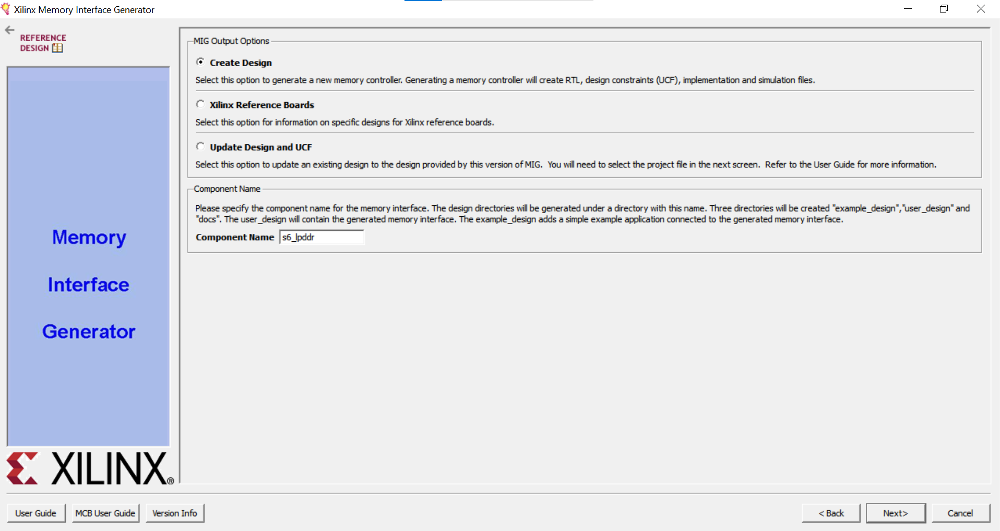 Xilinx Memory Interface Generator
REFERENCE
DESIGN
MIG Output Options
Create Design
Select this option to generate a new memory controller. Generating a memory controller will create RTL, design constraints (UCF), implementation and simulation files.
Xilinx Reference Boards
Select this option for information on specific designs for Xilinx reference boards.
Update Design and UCF
Select this option to update an existing design to the design provided by this version of MIG.  You will need to select the project file in the next screen.  Refer to the User Guide for more information.
Component Name
Please specify the component name for the memory interface. The design directories will be generated under a directory with this name. Three directories will be created "example_design","user_design" and
"docs". The user_design will contain the generated memory interface. The example_design adds a simple example application connected to the generated memory interface.
Component Name s6_lpddr
Memory
Interface
Generator
XILINX®
User Guide
MCB User Guide
Version Info
< Back
Next>
Cancel